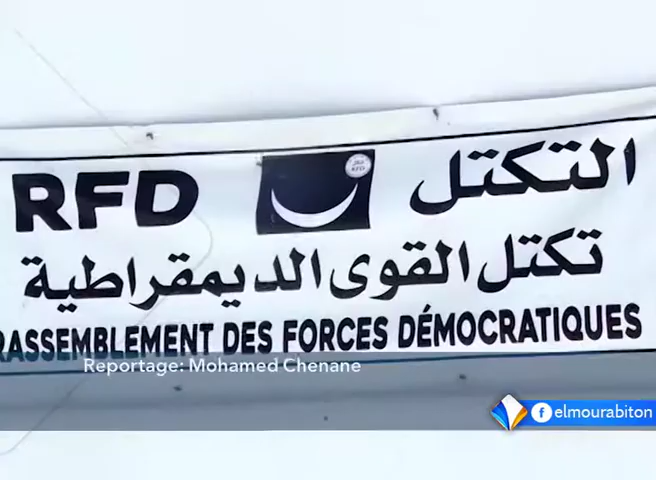 RFD
التكتل
تكتل القوى الديمقراطية
RASSEMBLEMENT DES FORCES DÉMOCRATIQUES
Reportage: Mohamed Chenane
elmourabiton